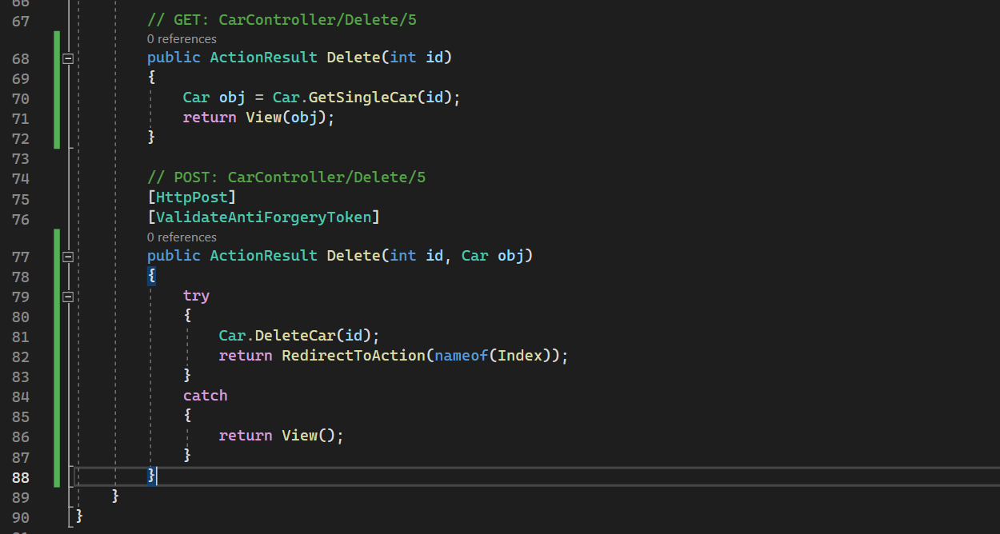 66
67 // GET: CarController/Delete/5
0 references
68 public ActionResult Delete(int id)
69 {
70 Car obj = Car.GetSingleCar(id);
71 return View(obj);
72 }
73
74 // POST: CarController/Delete/5
75 [HttpPost]
76 [ValidateAntiForgeryToken]
0 references
77 public ActionResult Delete(int id, Car obj)
78 {
79 try
80 {
81 Car.DeleteCar(id);
82 return RedirectToAction(nameof(Index));
83 }
84 catch
85 {
86 return View();
87 }
88 }
89 }
90 }